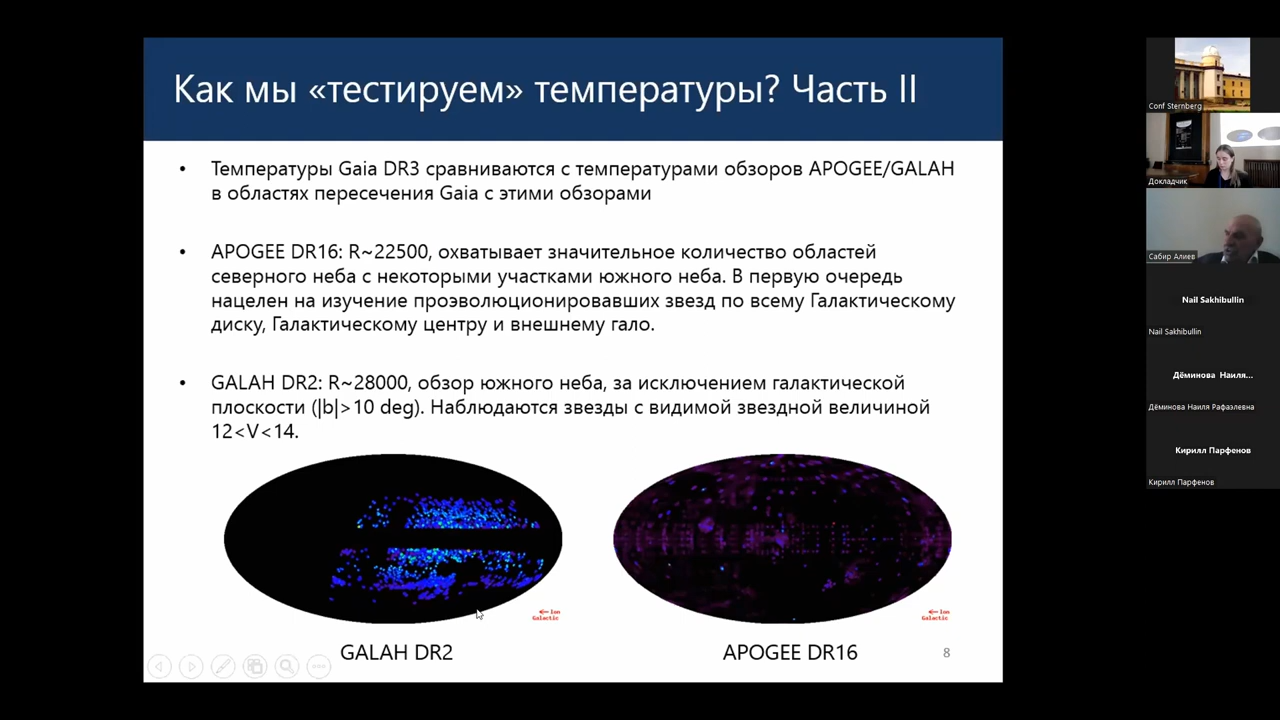 Как мы «тестируем» температуры? Часть II
• Температуры Gaia DR3 сравниваются с температурами обзоров APOGEE/GALAH
в областях пересечения Gaia с этими обзорами
• APOGEE DR16: R~22500, охватывает значительное количество областей
северного неба с некоторыми участками южного неба. В первую очередь
нацелен на изучение проэволюционировавших звезд по всему Галактическому
диску, Галактическому центру и внешнему гало.
• GALAH DR2: R~28000, обзор южного неба, за исключением галактической
плоскости (|b|>10 deg). Наблюдаются звезды с видимой звездной величиной
12<V<14.
Galactic
Galactic
GALAH DR2
APOGEE DR16
8
Conf Sternberg
Докладчик
Сабир Алиев
Nail Sakhibullin
Nail Sakhibullin
Дёминова Наиля...
Дёминова Наиля Рафаэлевна
Кирилл Парфенов
Кирилл Парфенов